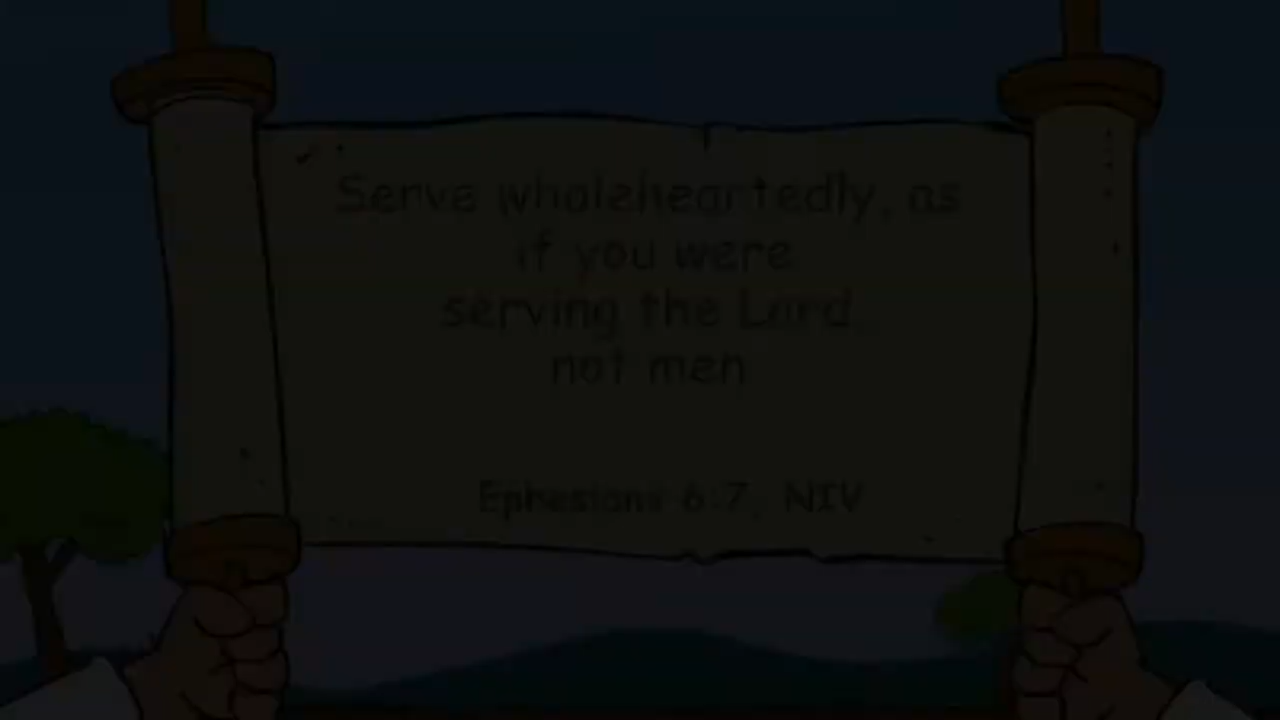 Serve wholeheartedly, as
if you were
serving the Lord
not men
Ephesians 6:7, NIV